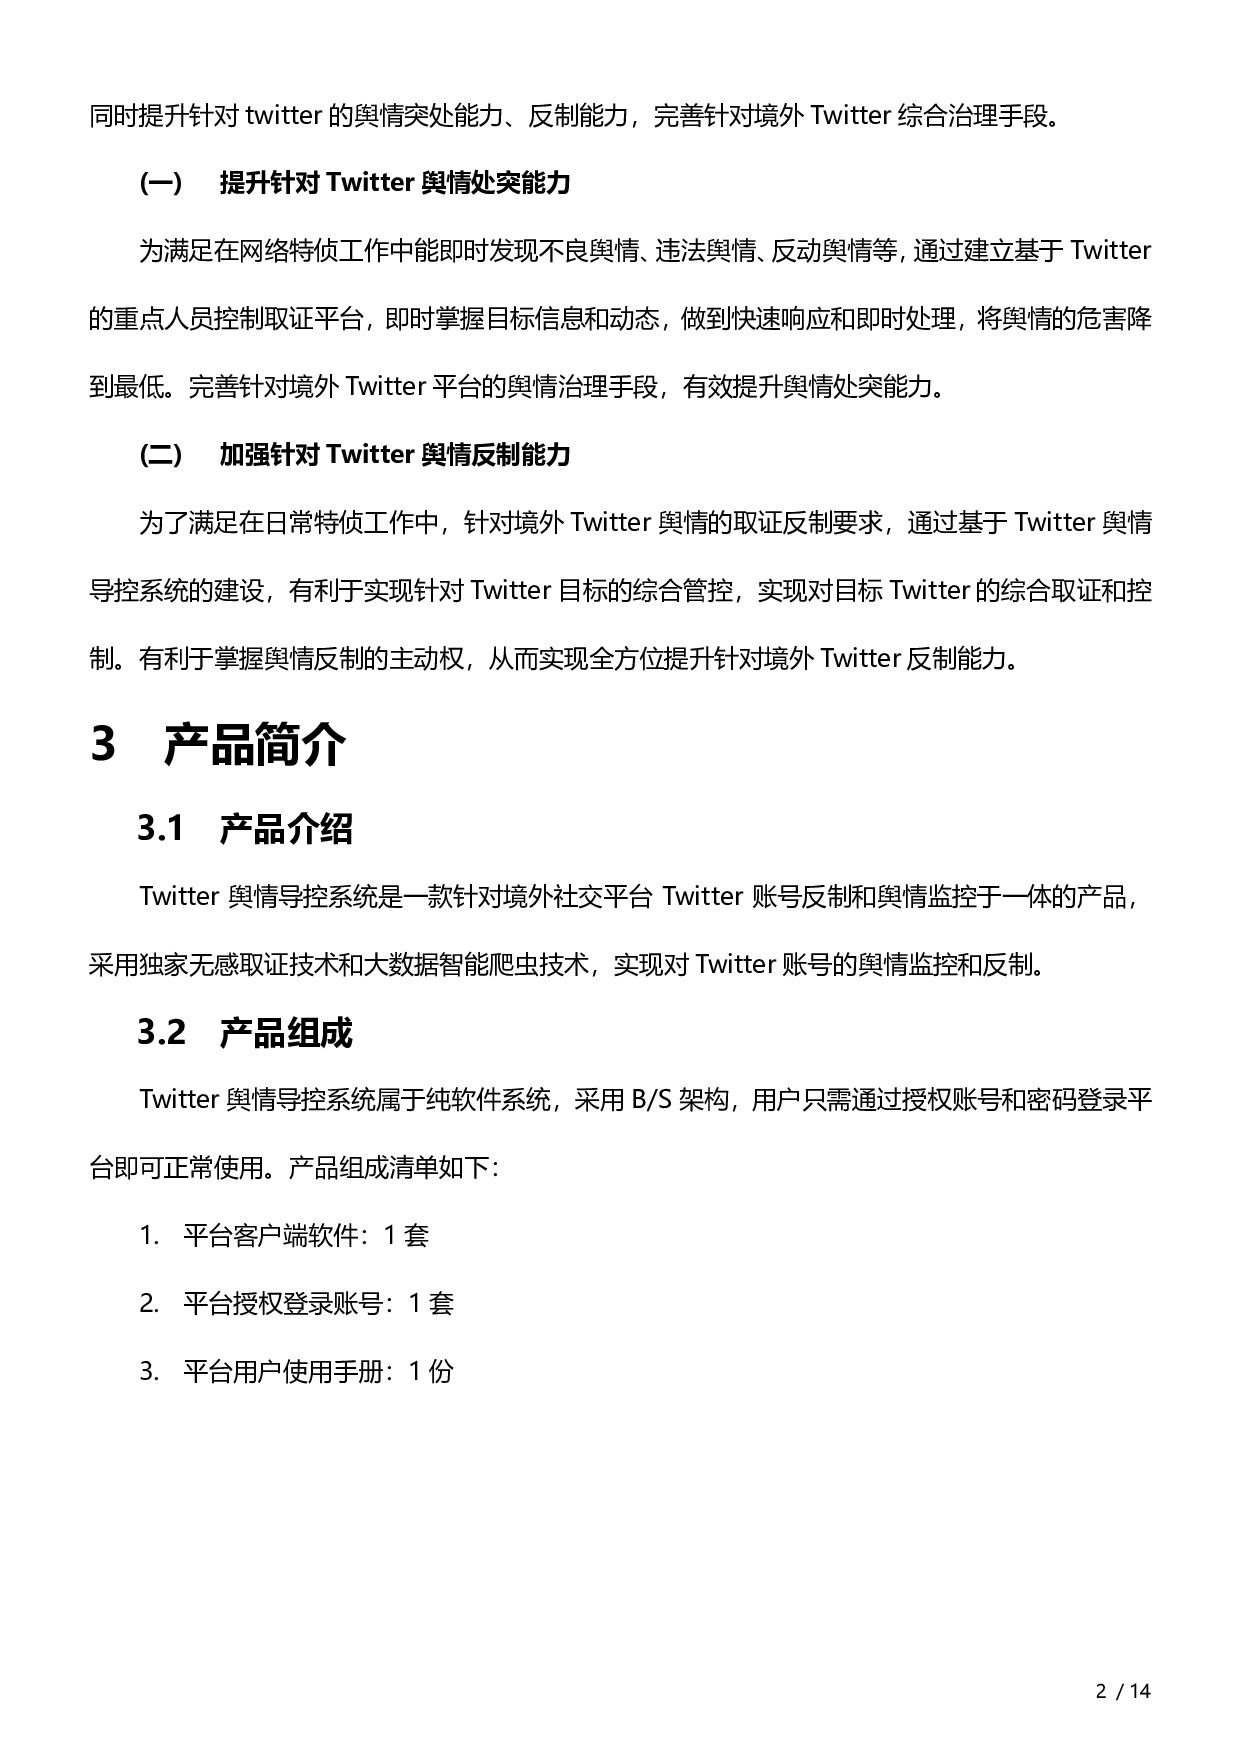 同时提升针对 twitter 的舆情突处能力、反制能力，完善针对境外 Twitter 综合治理手段。
(一) 提升针对 Twitter 舆情处突能力
为满足在网络特侦工作中能即时发现不良舆情、违法舆情、反动舆情等，通过建立基于 Twitter
的重点人员控制取证平台，即时掌握目标信息和动态，做到快速响应和即时处理，将舆情的危害降
到最低。完善针对境外 Twitter 平台的舆情治理手段，有效提升舆情处突能力。
(二) 加强针对 Twitter 舆情反制能力
为了满足在日常特侦工作中，针对境外 Twitter 舆情的取证反制要求，通过基于 Twitter 舆情
导控系统的建设，有利于实现针对 Twitter 目标的综合管控，实现对目标 Twitter 的综合取证和控
制。有利于掌握舆情反制的主动权，从而实现全方位提升针对境外 Twitter 反制能力。
3 产品简介
3.1 产品介绍
Twitter 舆情导控系统是一款针对境外社交平台 Twitter 账号反制和舆情监控于一体的产品，
采用独家无感取证技术和大数据智能爬虫技术，实现对 Twitter 账号的舆情监控和反制。
3.2 产品组成
Twitter 舆情导控系统属于纯软件系统，采用 B/S 架构，用户只需通过授权账号和密码登录平
台即可正常使用。产品组成清单如下：
1. 平台客户端软件：1 套
2. 平台授权登录账号：1 套
3. 平台用户使用手册：1 份
2 / 14